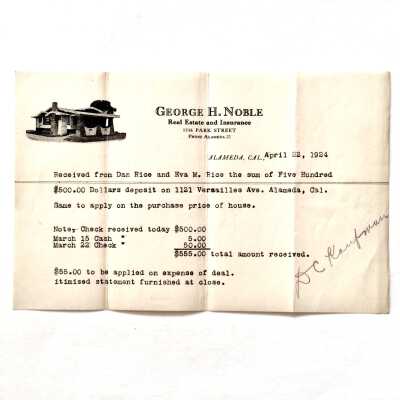 GEORGE H. NOBLE
Real Estate and Insurance
PARK STREET
PHONE ALAMEDA
ALAMEDA, CAL., April 22, 1924
Received from Dan Rice and Eva M. Rice the sum of Five Hundred
$500.00 Dollars deposit on 1121 Versailles Ave. Alameda, Cal.
Same to apply on the purchase price of house.
Note,- Check received today $500.00
March 15 Cash " 5.00
March 22 Check " 50.00
$555.00 total amount received.
$55.00 to be applied on expense of deal.
itimized statement furnished at close.
D C Kaufman